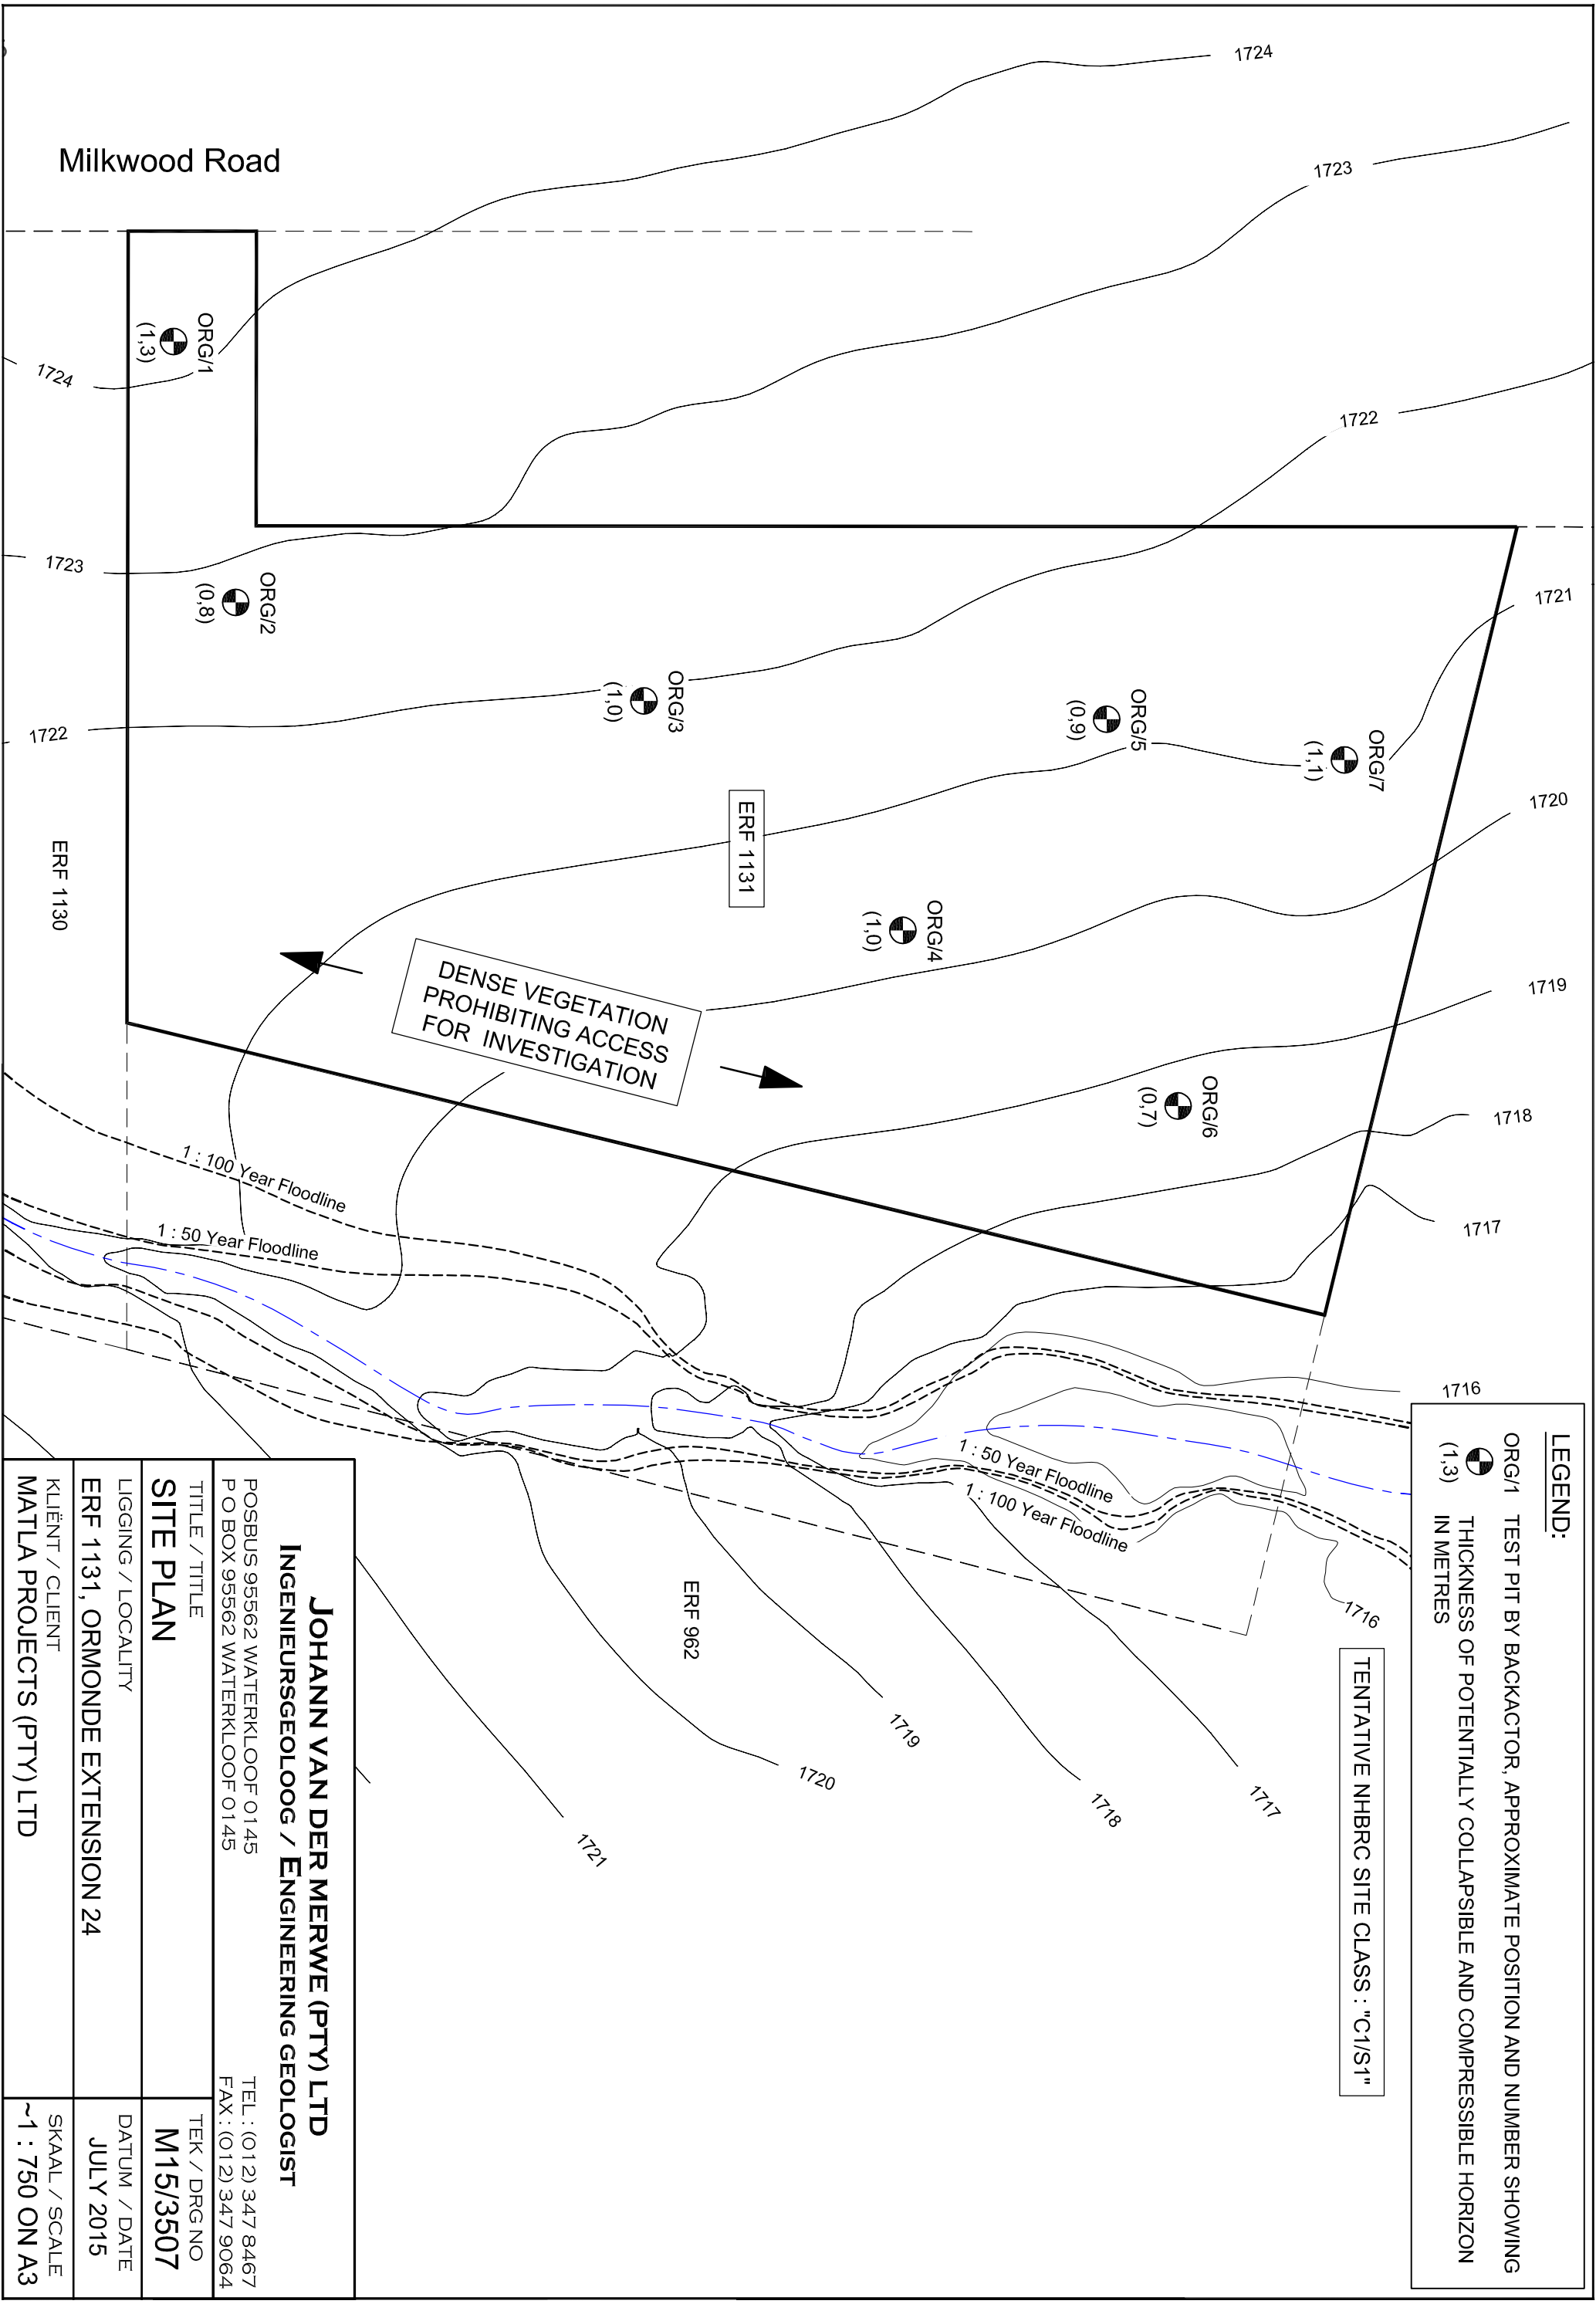 Milkwood Road
1724
1723
1722
1721
1720
1719
1718
1717
1716
1724
1723
1722
ORG/1
(1,3)
ORG/2
(0,8)
ORG/3
(1,0)
ORG/5
(0,9)
ORG/7
(1,1)
ORG/4
(1,0)
ORG/6
(0,7)
ERF 1131
ERF 1130
DENSE VEGETATION
PROHIBITING ACCESS
FOR INVESTIGATION
1 : 100 Year Floodline
1 : 50 Year Floodline
1 : 50 Year Floodline
1 : 100 Year Floodline
ERF 962
1716
1717
1718
1719
1720
1721
LEGEND:
ORG/1 TEST PIT BY BACKACTOR, APPROXIMATE POSITION AND NUMBER SHOWING
THICKNESS OF POTENTIALLY COLLAPSIBLE AND COMPRESSIBLE HORIZON
(1,3) IN METRES
TENTATIVE NHBRC SITE CLASS : "C1/S1"
JOHANN VAN DER MERWE (PTY) LTD
INGENIEURSGEOLOOG / ENGINEERING GEOLOGIST
POSBUS 95562 WATERKLOOF 0145 TEL : (012) 347 8467
P O BOX 95562 WATERKLOOF 0145 FAX : (012) 347 9064
TITLE / TITLE
SITE PLAN
TEK / DRG NO
M15/3507
LIGGING / LOCALITY
ERF 1131, ORMONDE EXTENSION 24
DATUM / DATE
JULY 2015
KLIËNT / CLIENT
MATLA PROJECTS (PTY) LTD
SKAAL / SCALE
~1 : 750 ON A3